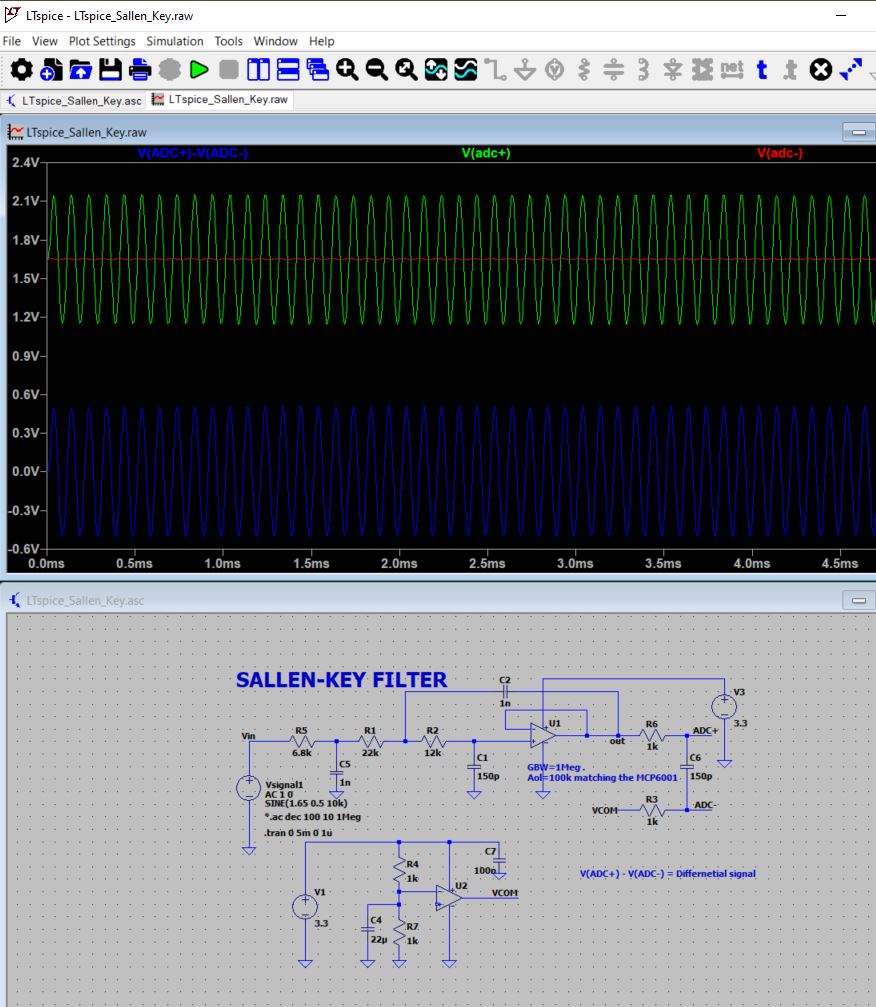 LTspice - LTspice_Sallen_Key.raw
File View Plot Settings Simulation Tools Window Help
net t t
LTspice_Sallen_Key.asc LTspice_Sallen_Key.raw
LTspice_Sallen_Key.raw
V(ADC+)-V(ADC-) V(adc+) V(adc-)
2.4V
2.1V
1.8V
1.5V
1.2V
0.9V
0.6V
0.3V
0.0V
-0.3V
-0.6V
0.0ms 0.5ms 1.0ms 1.5ms 2.0ms 2.5ms 3.0ms 3.5ms 4.0ms 4.5ms
LTspice_Sallen_Key.asc
SALLEN-KEY FILTER
C2
1n
V3
3.3
Vin
R5
6.8k
R1
22k
R2
12k
U1
out
R6
1k
ADC+
C5
1n
C1
150p
GBW=1Meg .
Aol=100k matching the MCP6001
C6
150p
Vsignal1
AC 1 0
SINE(1.65 0.5 10k)
*.ac dec 100 10 1Meg
.tran 0 5m 0 1u
VCOM
R3
1k
ADC-
R4
1k
C7
100n
U2
VCOM
V1
3.3
C4
22µ
R7
1k
V(ADC+) - V(ADC-) = Differnetial signal